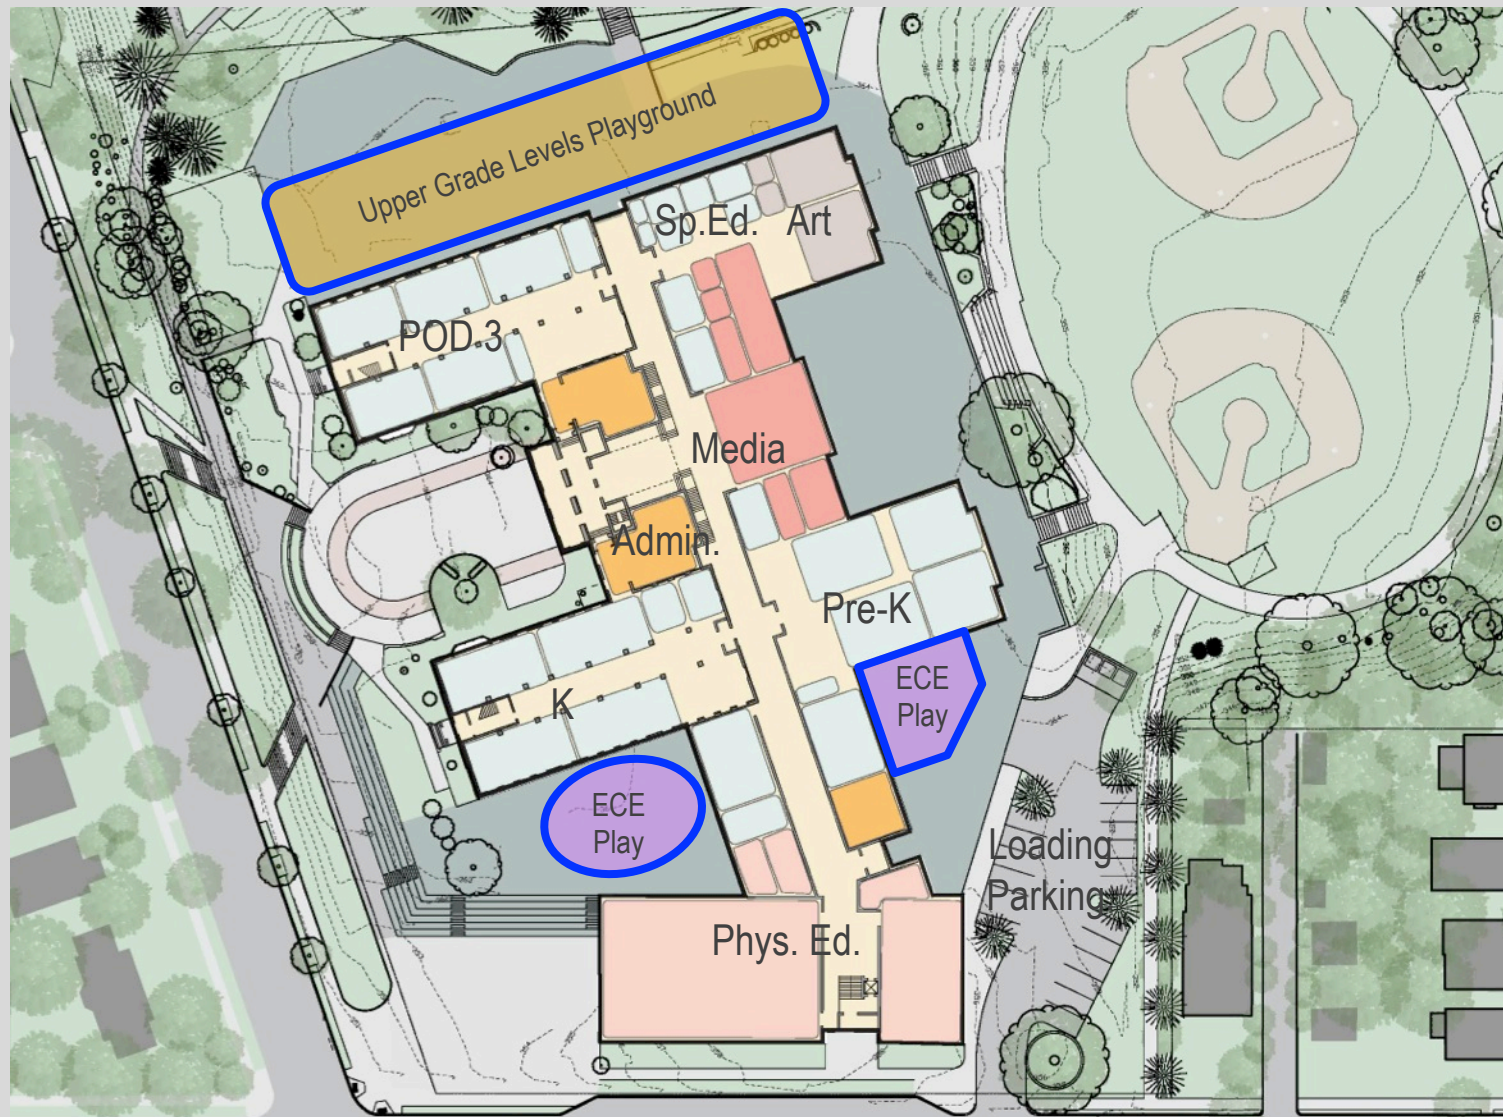 Upper Grade Levels Playground
Sp.Ed.
Art
POD 3
Media
Admin.
Pre-K
ECE
Play
K
ECE
Play
Loading
Parking
Phys. Ed.